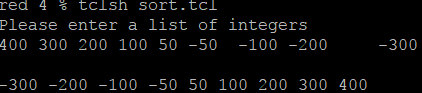 red 4 % tclsh sort.tcl
Please enter a list of integers
400 300 200 100 50 -50  -100 -200     -300
-300 -200 -100 -50 50 100 200 300 400